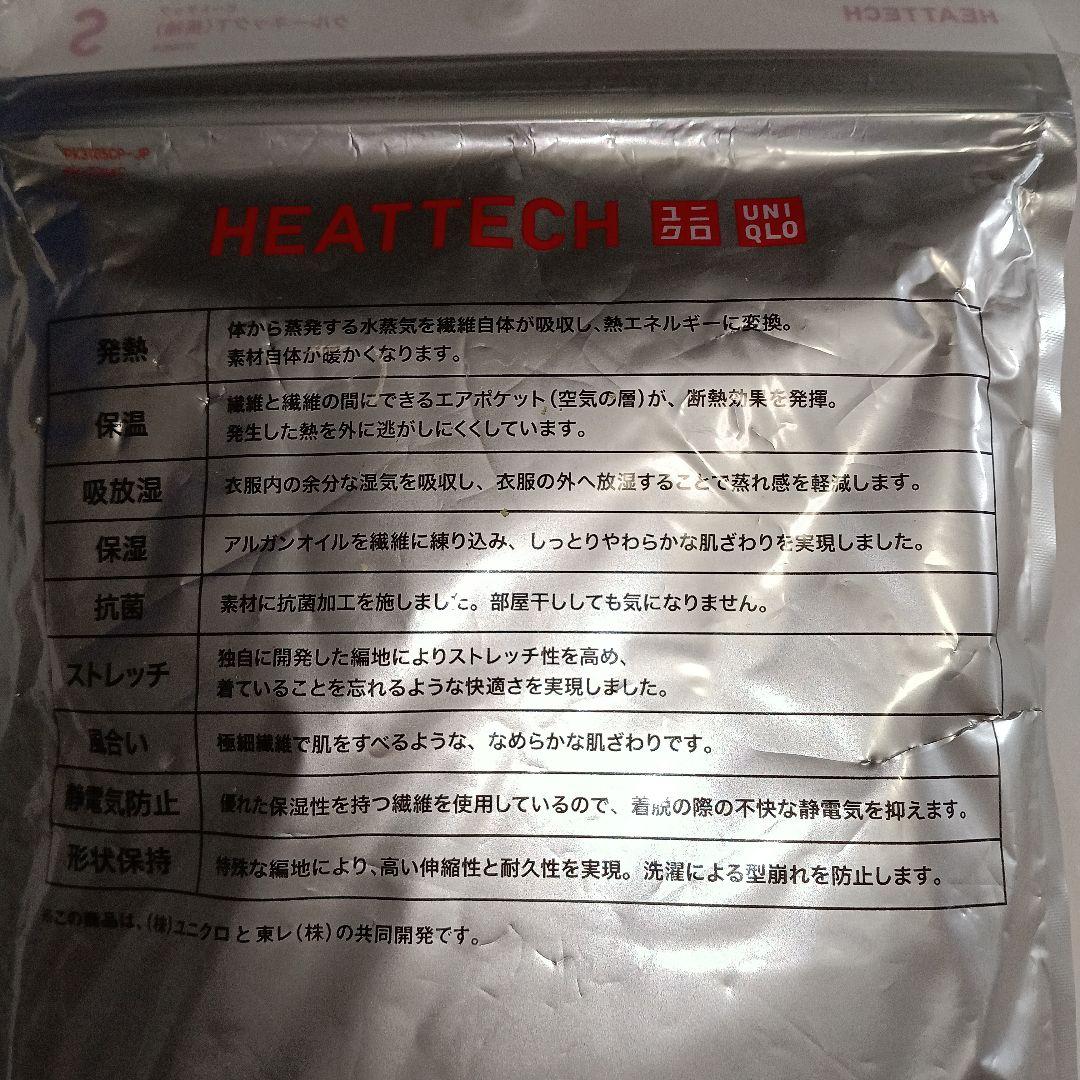 HEATTECH
S
クルーネックT(長袖)
HEATTECH ユニクロ UNIQLO
発熱 体から蒸発する水蒸気を繊維自体が吸収し、熱エネルギーに変換。
素材自体が暖かくなります。
保温 繊維と繊維の間にできるエアポケット(空気の層)が、断熱効果を発揮。
発生した熱を外に逃がしにくくしています。
吸放湿 衣服内の余分な湿気を吸収し、衣服の外へ放湿することで蒸れ感を軽減します。
保湿 アルガンオイルを繊維に練り込み、しっとりやわらかな肌ざわりを実現しました。
抗菌 素材に抗菌加工を施しました。部屋干ししても気になりません。
ストレッチ 独自に開発した編地によりストレッチ性を高め、
着ていることを忘れるような快適さを実現しました。
風合い 極細繊維で肌をすべるような、なめらかな肌ざわりです。
静電気防止 優れた保湿性を持つ繊維を使用しているので、着脱の際の不快な静電気を抑えます。
形状保持 特殊な編地により、高い伸縮性と耐久性を実現。洗濯による型崩れを防止します。
※この商品は、(株)ユニクロと東レ(株)の共同開発です。